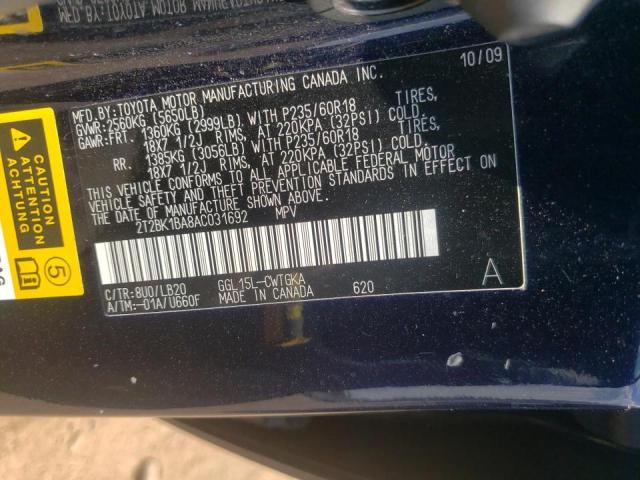 MFD.BY: TOYOTA MOTOR MANUFACTURING CANADA INC. 10/09
GVWR: 2560KG (5650LB)
GAWR: FRT. 1360KG (2999LB), WITH P235/60R18 TIRES,
18X7 1/2J RIMS, AT 220KPA (32PSI) COLD.
RR. 1385KG (3056LB), WITH P235/60R18 TIRES,
18X7 1/2J RIMS, AT 220KPA (32PSI) COLD.
THIS VEHICLE CONFORMS TO ALL APPLICABLE FEDERAL MOTOR
VEHICLE SAFETY AND THEFT PREVENTION STANDARDS IN EFFECT ON
THE DATE OF MANUFACTURE SHOWN ABOVE.
2T2BK1BA8AC031692 MPV
C/TR: 8U0/LB20 GGL15L-CWTGKA A
A/TM: -01A/U660F MADE IN CANADA 620
5